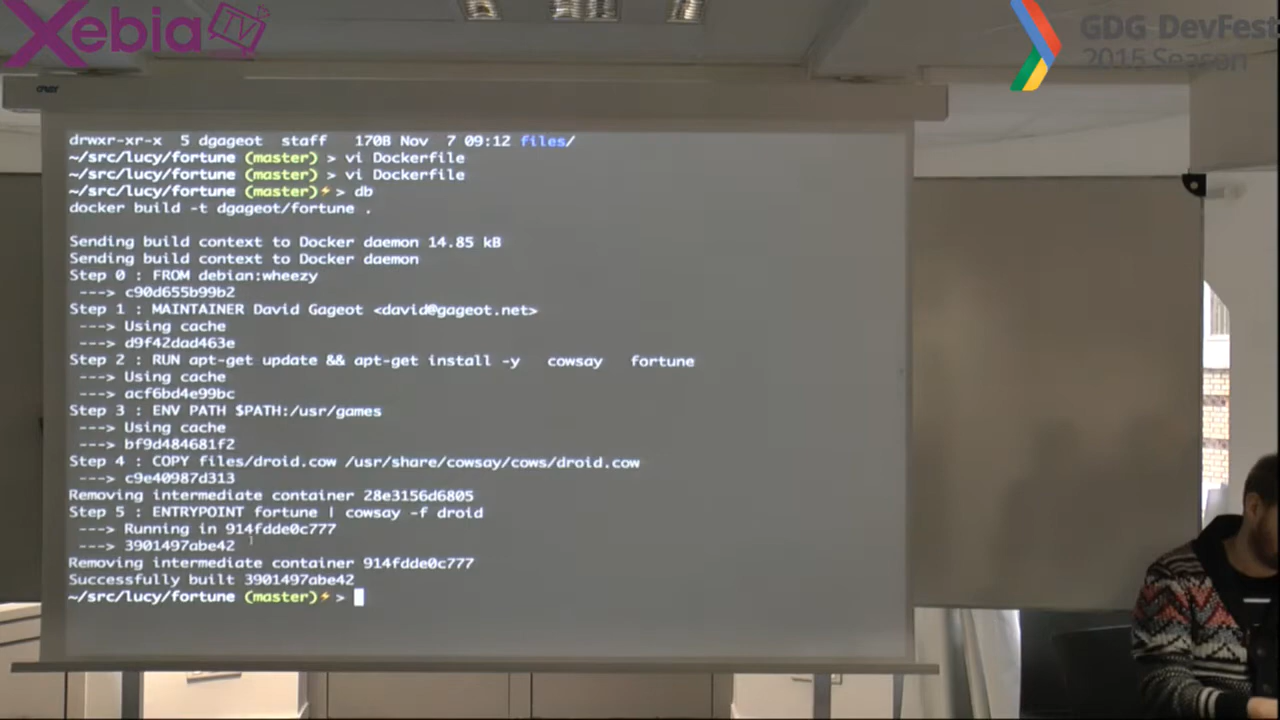 Xebia TV
GDG DevFest
2015 Season
drwxr-xr-x 5 dgageot staff 170B Nov 7 09:12 files/
~/src/lucy/fortune (master) > vi Dockerfile
~/src/lucy/fortune (master) > vi Dockerfile
~/src/lucy/fortune (master)⚡> db
docker build -t dgageot/fortune .
Sending build context to Docker daemon 14.85 kB
Sending build context to Docker daemon
Step 0 : FROM debian:wheezy
---> c90d655b99b2
Step 1 : MAINTAINER David Gageot <david@gageot.net>
---> Using cache
---> d9f42dad463e
Step 2 : RUN apt-get update && apt-get install -y cowsay fortune
---> Using cache
---> acf6bd4e99bc
Step 3 : ENV PATH $PATH:/usr/games
---> Using cache
---> bf9d484681f2
Step 4 : COPY files/droid.cow /usr/share/cowsay/cows/droid.cow
---> c9e40987d313
Removing intermediate container 28e3156d6805
Step 5 : ENTRYPOINT fortune | cowsay -f droid
---> Running in 914fdde0c777
---> 3901497abe42
Removing intermediate container 914fdde0c777
Successfully built 3901497abe42
~/src/lucy/fortune (master)⚡>